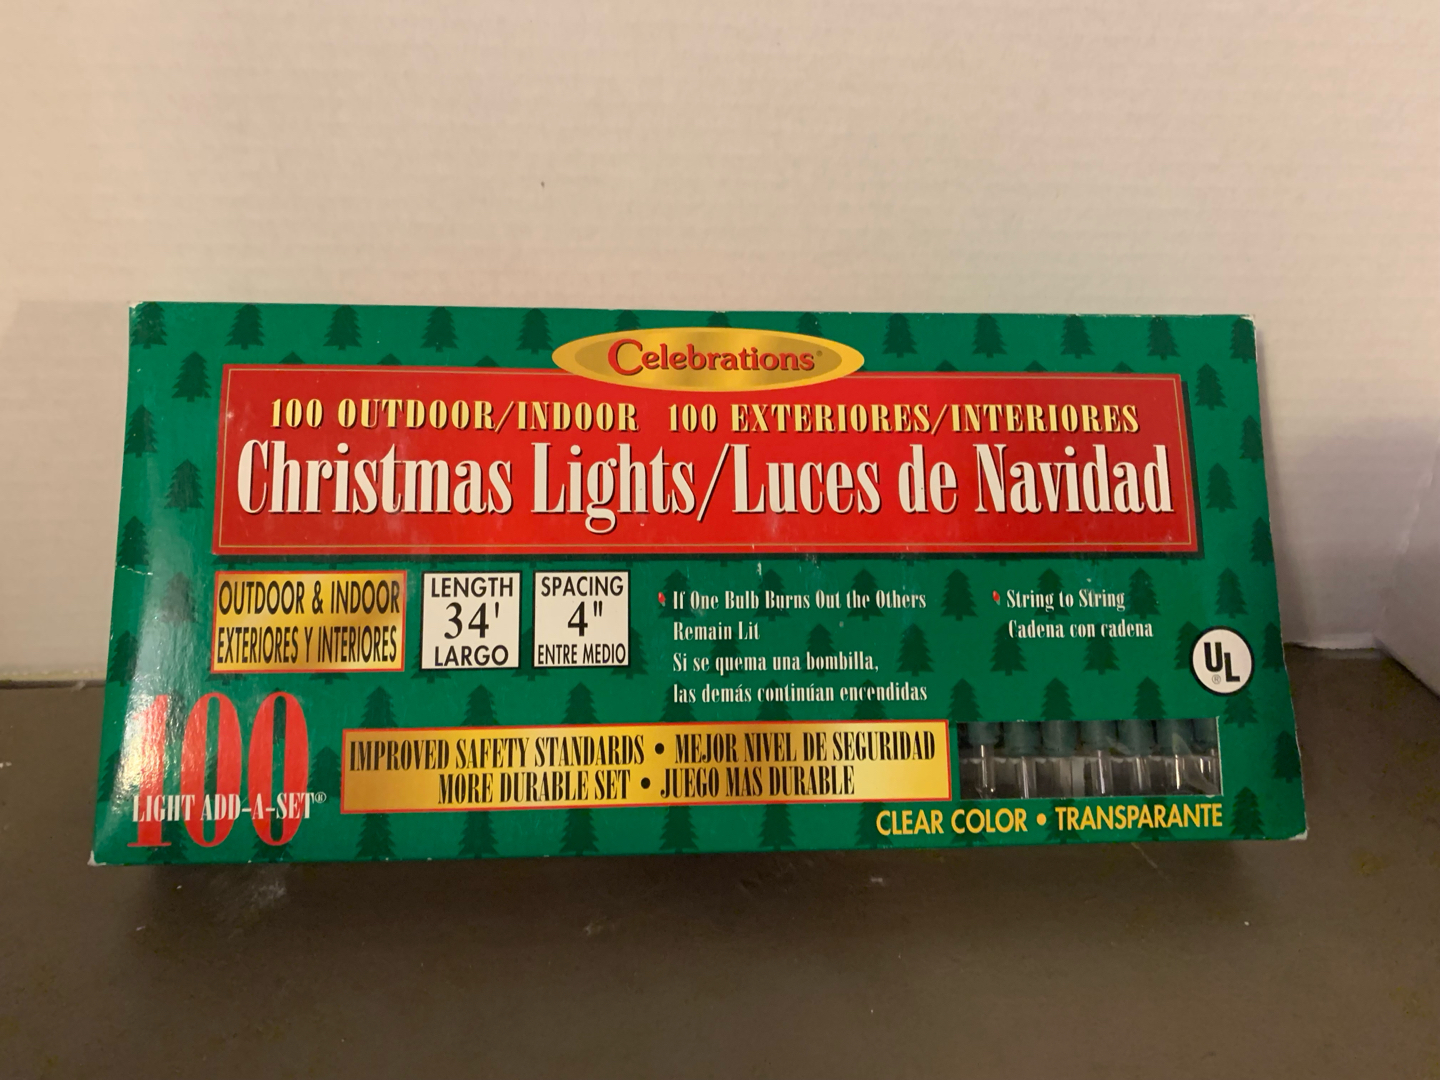 Celebrations®
100 OUTDOOR/INDOOR 100 EXTERIORES/INTERIORES
Christmas Lights/Luces de Navidad
OUTDOOR & INDOOR
EXTERIORES Y INTERIORES
LENGTH
34'
LARGO
SPACING
4"
ENTRE MEDIO
If One Bulb Burns Out the Others
Remain Lit
Si se quema una bombilla,
las demás continúan encendidas
String to String
Cadena con cadena
UL
®
100
LIGHT ADD-A-SET®
IMPROVED SAFETY STANDARDS • MEJOR NIVEL DE SEGURIDAD
MORE DURABLE SET • JUEGO MAS DURABLE
CLEAR COLOR • TRANSPARANTE